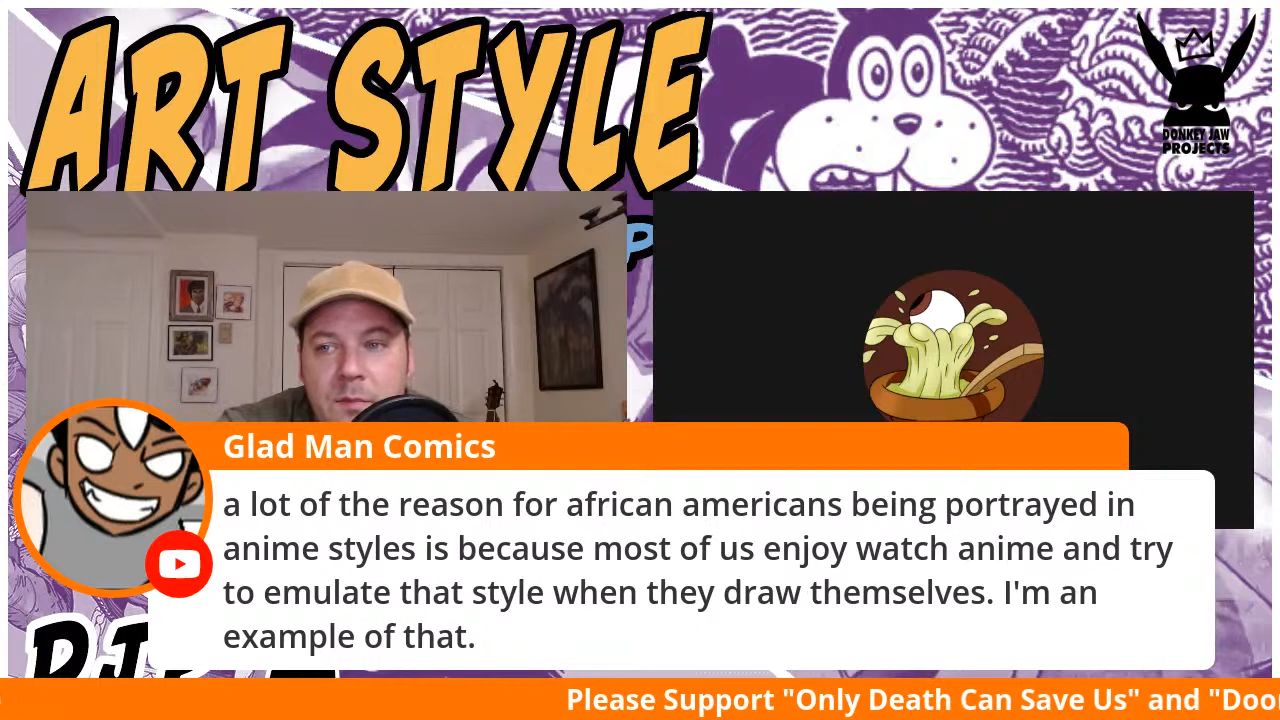 ART STYLE
DONKEY JAW
PROJECTS
P
Glad Man Comics
a lot of the reason for african americans being portrayed in
anime styles is because most of us enjoy watch anime and try
to emulate that style when they draw themselves. I'm an
example of that.
Please Support "Only Death Can Save Us" and "Doo